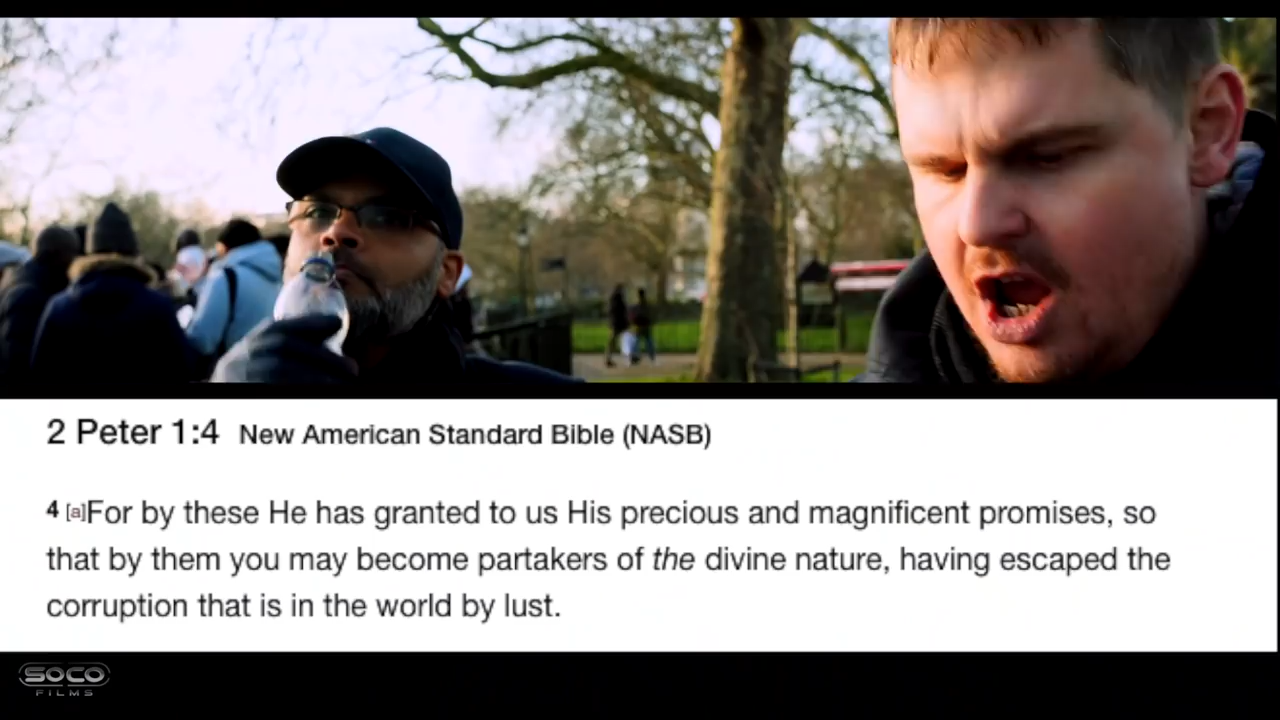 2 Peter 1:4 New American Standard Bible (NASB)
4 [a]For by these He has granted to us His precious and magnificent promises, so
that by them you may become partakers of the divine nature, having escaped the
corruption that is in the world by lust.
SOCO
FILMS